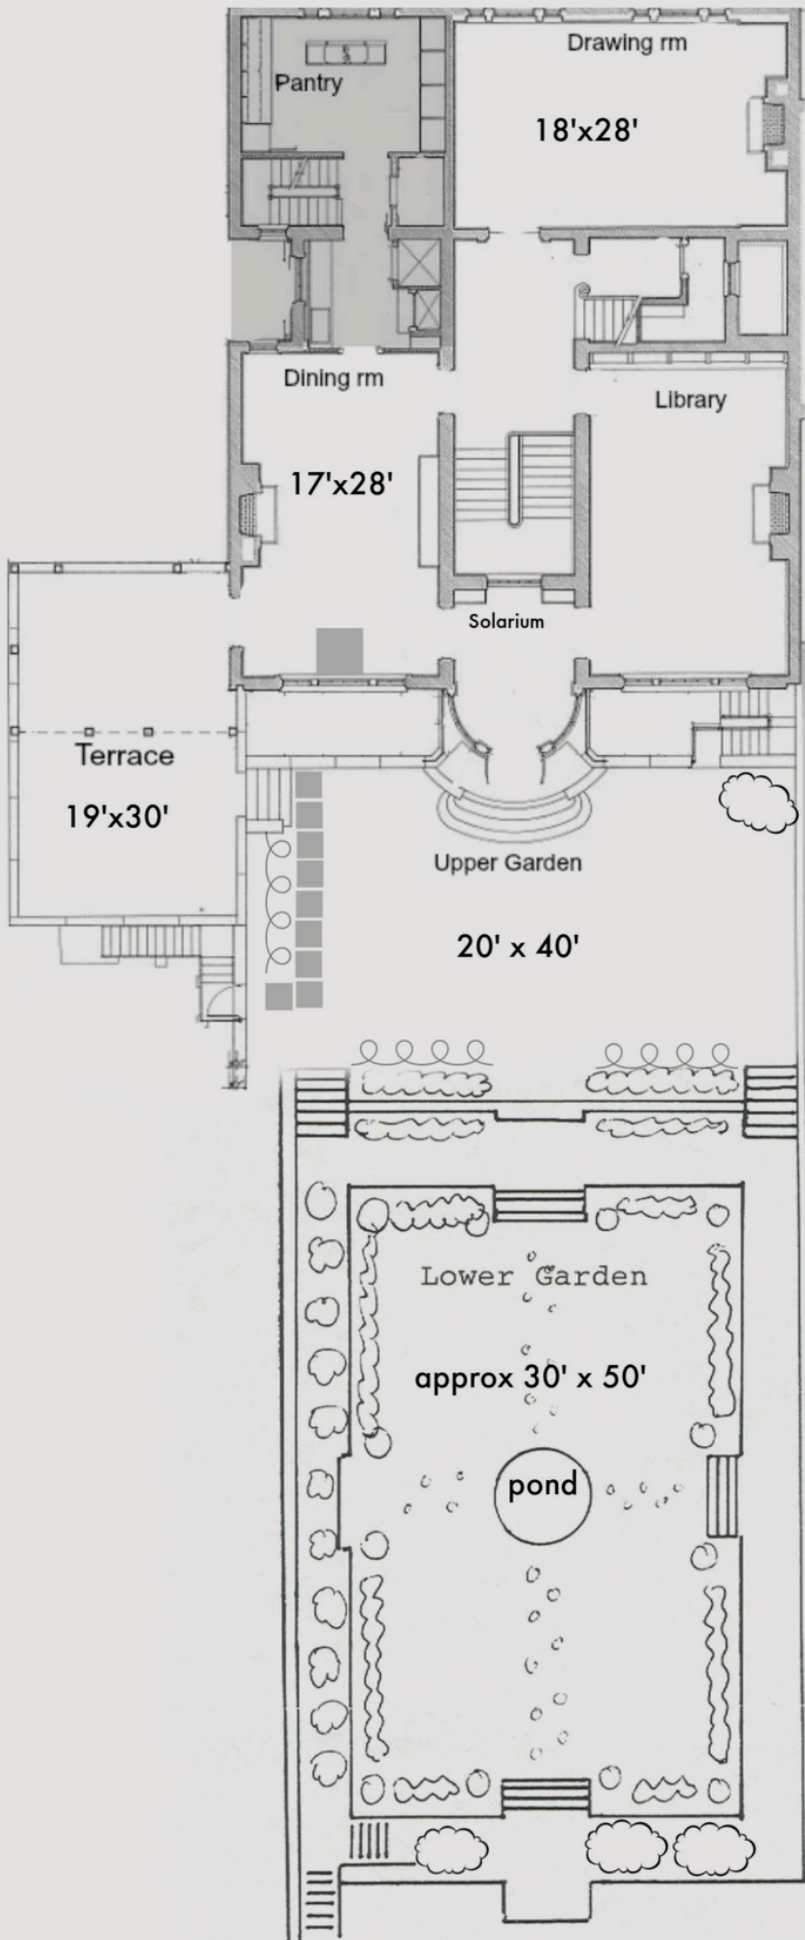 Drawing rm
Pantry
18'x28'
Dining rm
Library
17'x28'
Solarium
Terrace
19'x30'
Upper Garden
20' x 40'
Lower Garden
approx 30' x 50'
pond